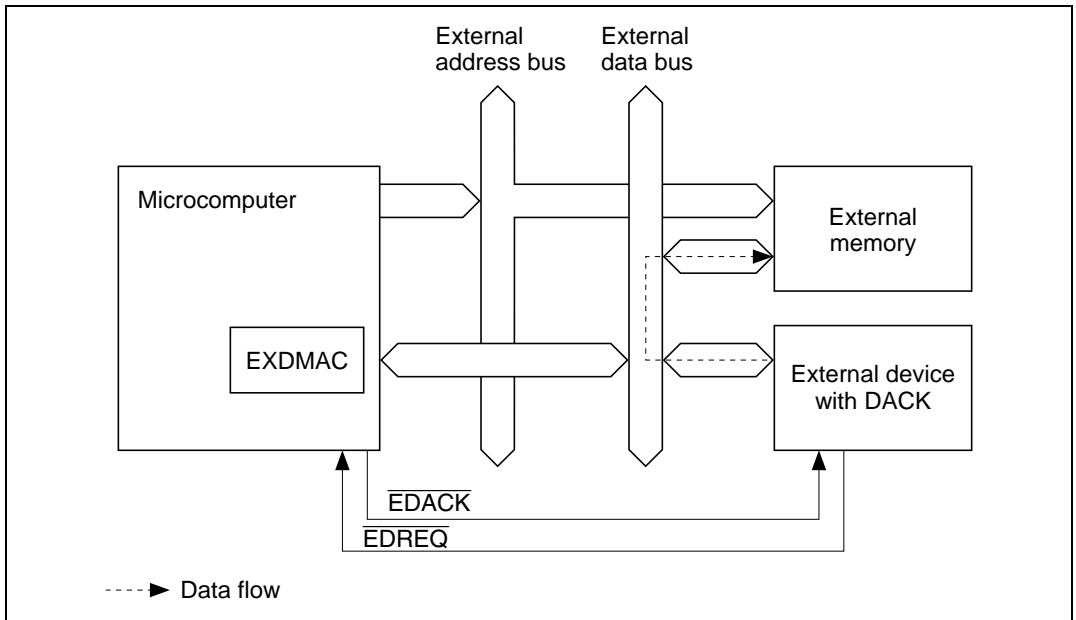 External
address bus
External
data bus
Microcomputer
External
memory
EXDMAC
External device
with DACK
EDACK
EDREQ
Data flow